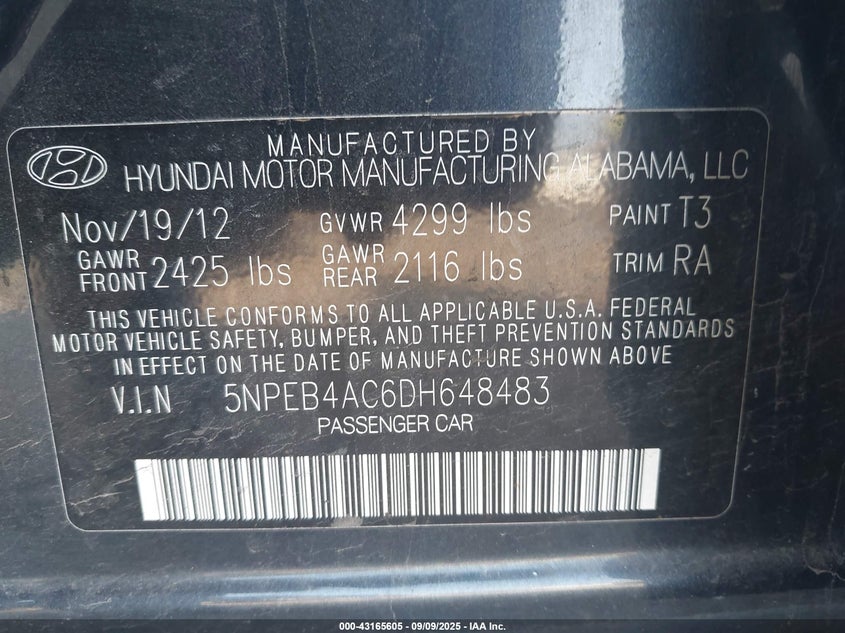 MANUFACTURED BY
HYUNDAI MOTOR MANUFACTURING ALABAMA, LLC
Nov/19/12 GVWR 4299 lbs PAINT T3
GAWR FRONT 2425 lbs GAWR REAR 2116 lbs TRIM RA
THIS VEHICLE CONFORMS TO ALL APPLICABLE U.S.A. FEDERAL
MOTOR VEHICLE SAFETY, BUMPER, AND THEFT PREVENTION STANDARDS
IN EFFECT ON THE DATE OF MANUFACTURE SHOWN ABOVE
V.I.N 5NPEB4AC6DH648483
PASSENGER CAR
000-43165605 - 09/09/2025 - IAA Inc.